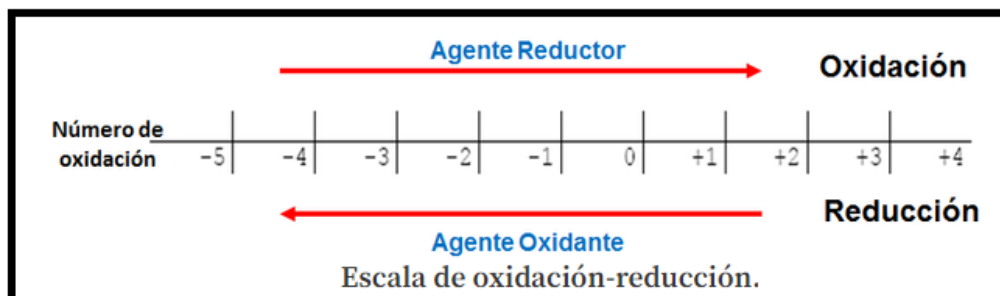 Agente Reductor
Oxidación
Número de
oxidación
-5 -4 -3 -2 -1 0 +1 +2 +3 +4
Reducción
Agente Oxidante
Escala de oxidación-reducción.